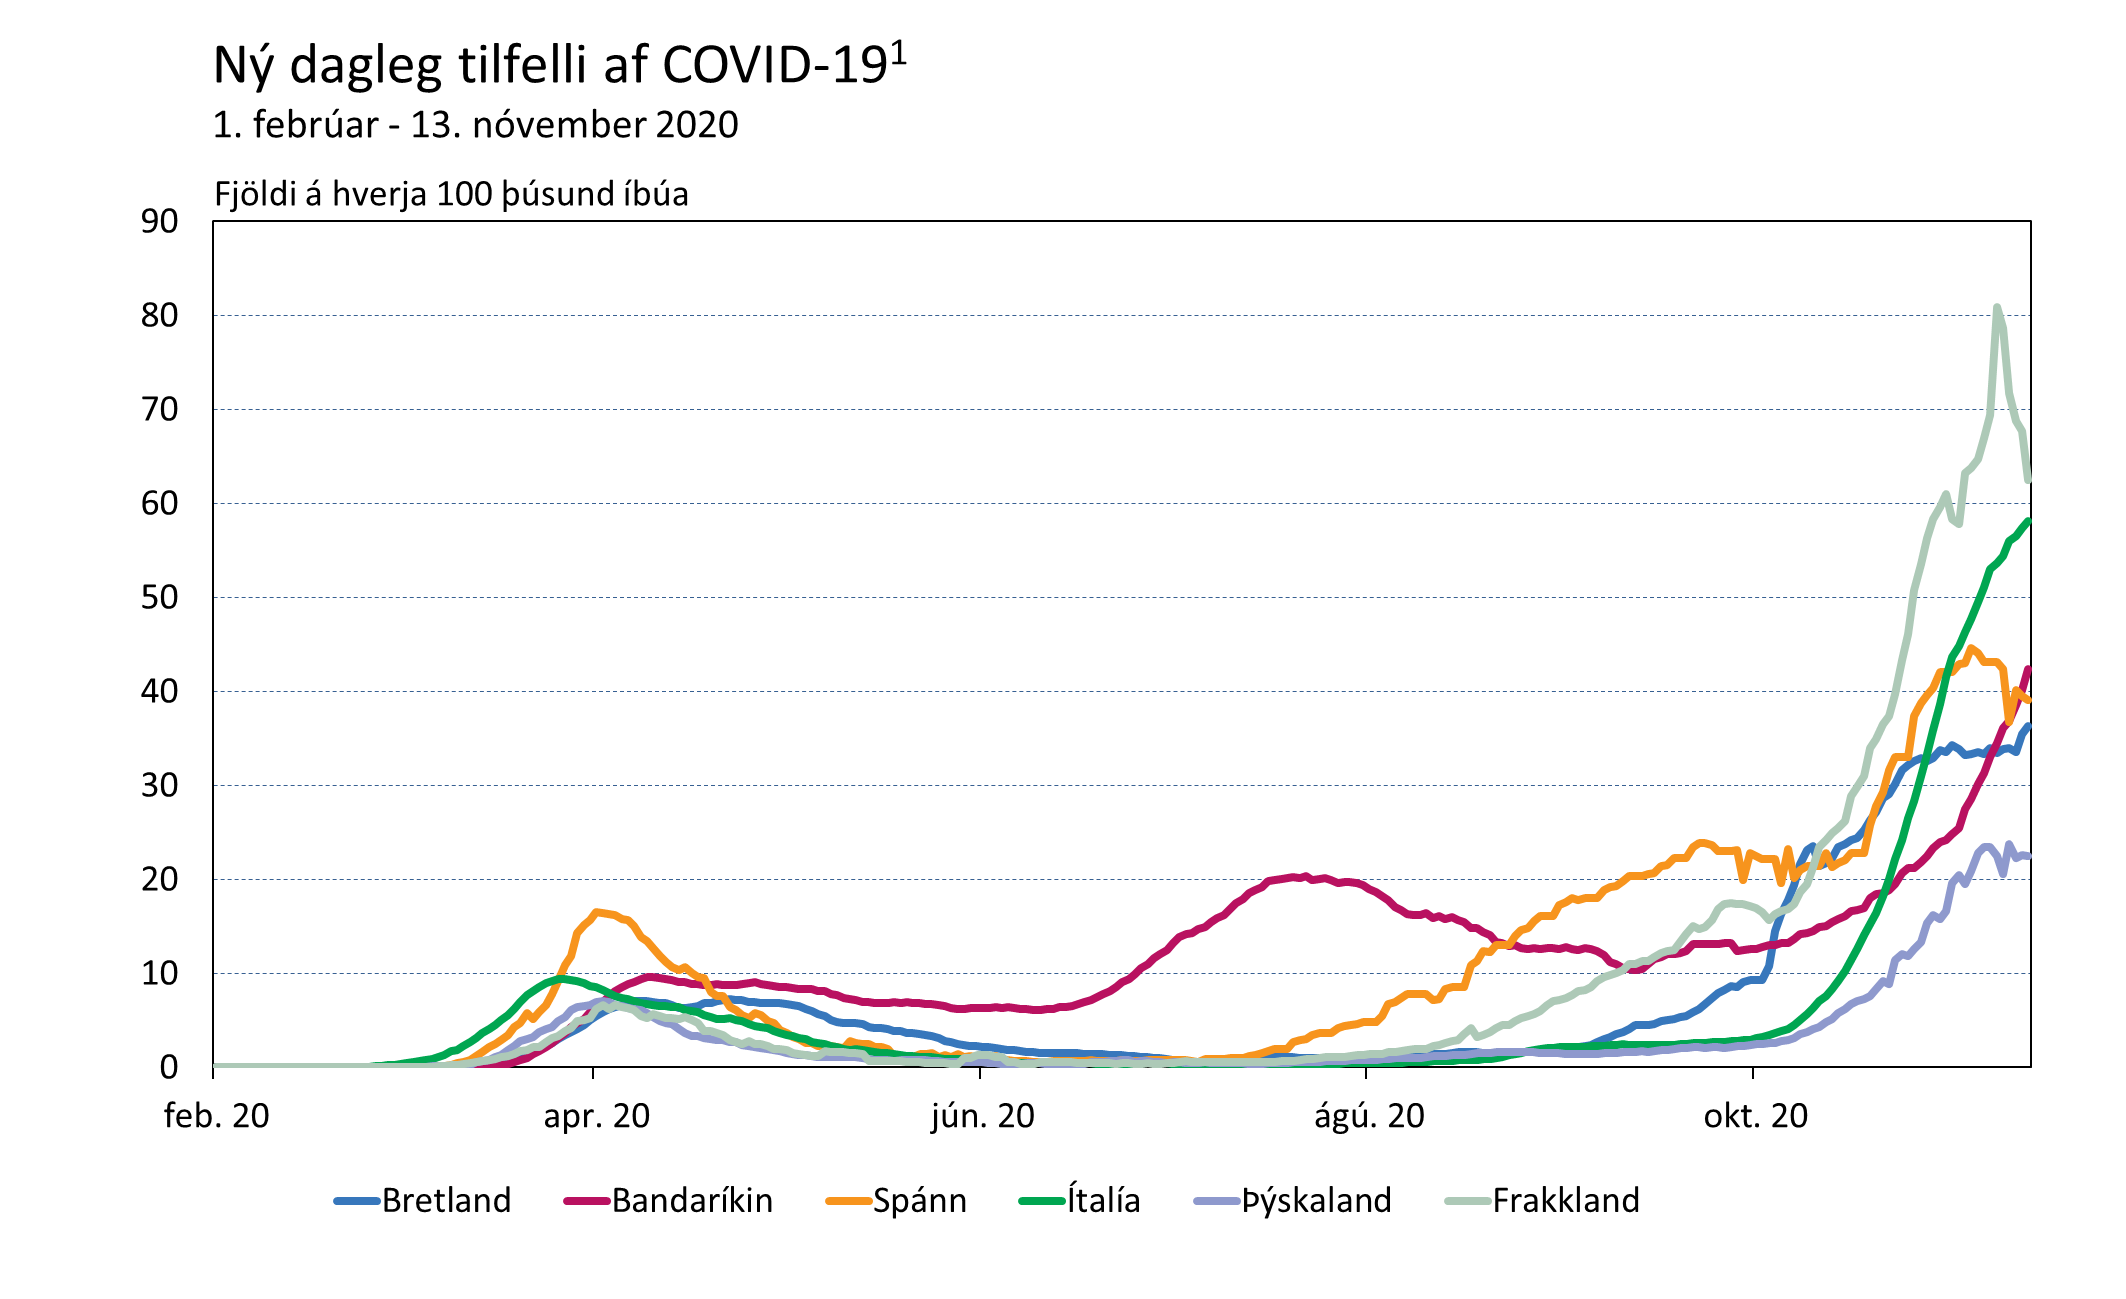 Ný dagleg tilfelli af COVID-19¹
1. febrúar - 13. nóvember 2020
Fjöldi á hverja 100 þúsund íbúa
90
80
70
60
50
40
30
20
10
0
feb. 20 apr. 20 jún. 20 ágú. 20 okt. 20
Bretland Bandaríkin Spánn Ítalía Þýskaland Frakkland